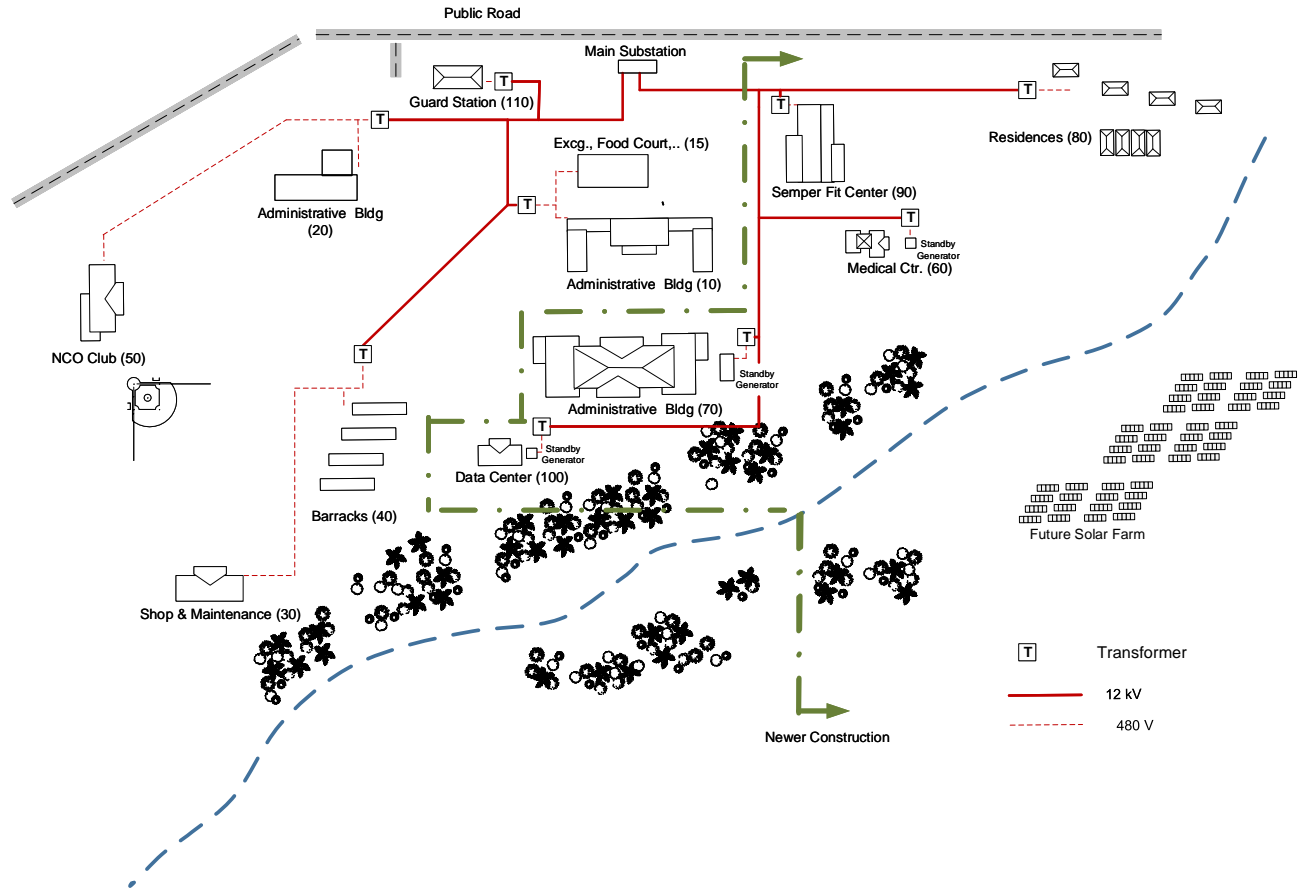 Public Road
Main Substation
T
Guard Station (110)
T
T
T
Residences (80)
Excg., Food Court,.. (15)
Semper Fit Center (90)
Administrative Bldg
(20)
T
T
Standby
Generator
Medical Ctr. (60)
Administrative Bldg (10)
NCO Club (50)
T
T
Standby
Generator
Administrative Bldg (70)
T
Standby
Generator
Data Center (100)
Barracks (40)
Future Solar Farm
Shop & Maintenance (30)
T
Transformer
12 kV
480 V
Newer Construction